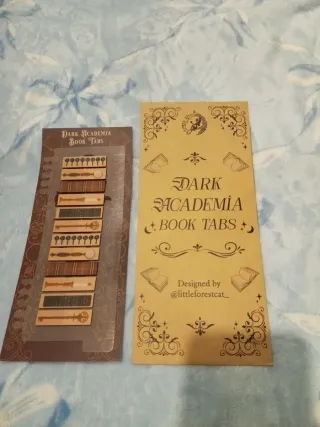 DARK ACADEMIA
BOOK TABS
DARK
ACADEMIA
BOOK TABS
Designed by
@littleforestcat_